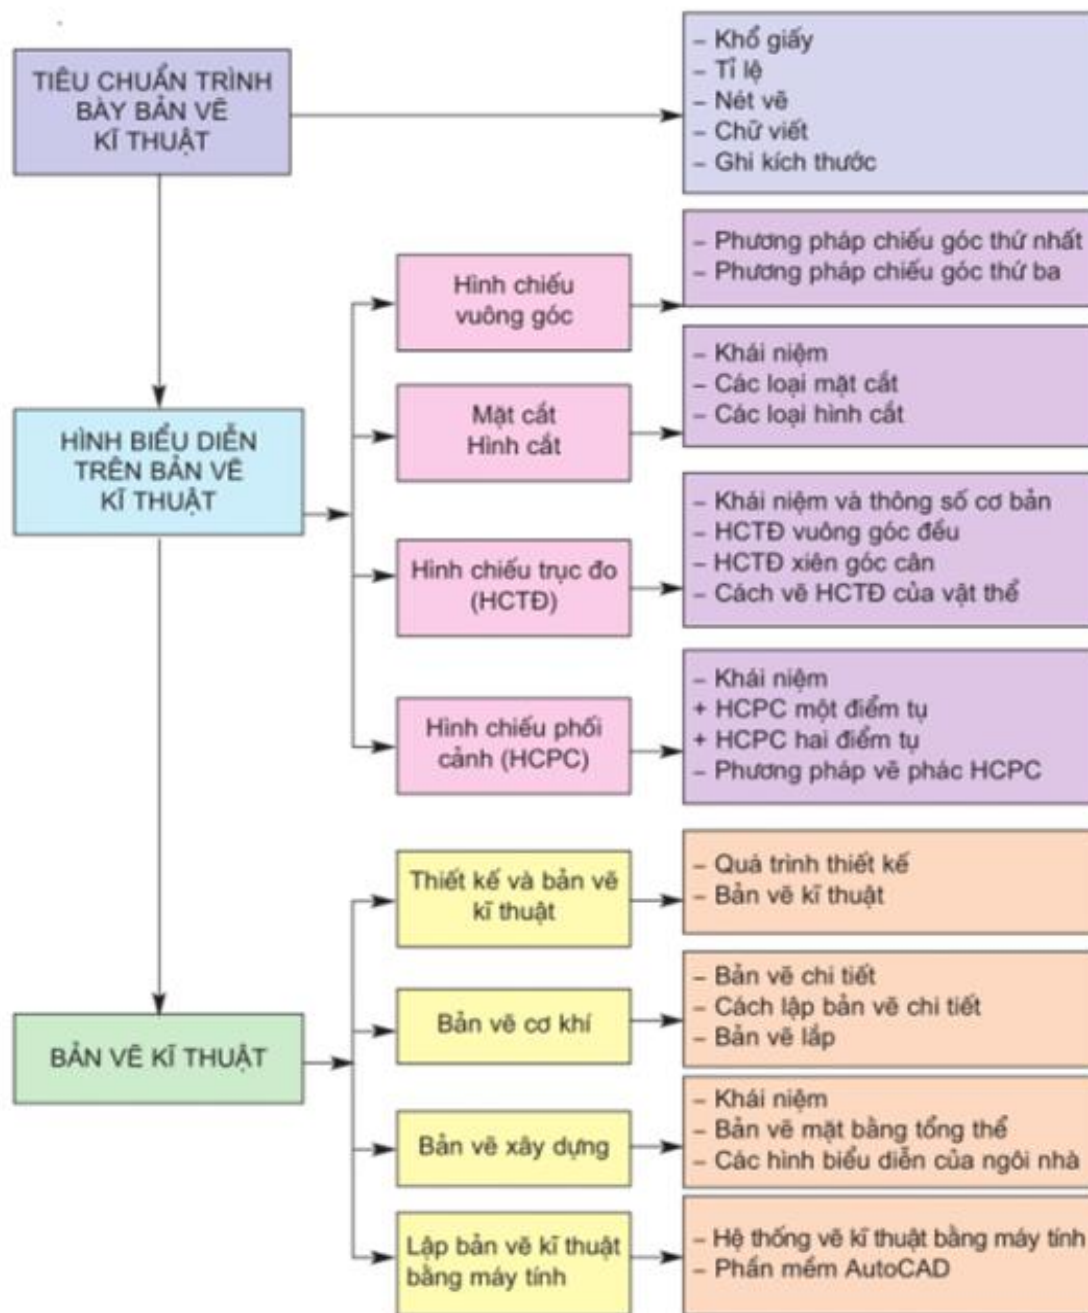 TIÊU CHUẨN TRÌNH
BÀY BẢN VẼ
KĨ THUẬT
– Khổ giấy
– Tỉ lệ
– Nét vẽ
– Chữ viết
– Ghi kích thước
HÌNH BIỂU DIỄN
TRÊN BẢN VẼ
KĨ THUẬT
Hình chiếu
vuông góc
– Phương pháp chiếu góc thứ nhất
– Phương pháp chiếu góc thứ ba
Mặt cắt
Hình cắt
– Khái niệm
– Các loại mặt cắt
– Các loại hình cắt
Hình chiếu trục đo
(HCTĐ)
– Khái niệm và thông số cơ bản
– HCTĐ vuông góc đều
– HCTĐ xiên góc cân
– Cách vẽ HCTĐ của vật thể
Hình chiếu phối
cảnh (HCPC)
– Khái niệm
+ HCPC một điểm tụ
+ HCPC hai điểm tụ
– Phương pháp vẽ phác HCPC
BẢN VẼ KĨ THUẬT
Thiết kế và bản vẽ
kĩ thuật
– Quá trình thiết kế
– Bản vẽ kĩ thuật
Bản vẽ cơ khí
– Bản vẽ chi tiết
– Cách lập bản vẽ chi tiết
– Bản vẽ lắp
Bản vẽ xây dựng
– Khái niệm
– Bản vẽ mặt bằng tổng thể
– Các hình biểu diễn của ngôi nhà
Lập bản vẽ kĩ thuật
bằng máy tính
– Hệ thống vẽ kĩ thuật bằng máy tính
– Phần mềm AutoCAD